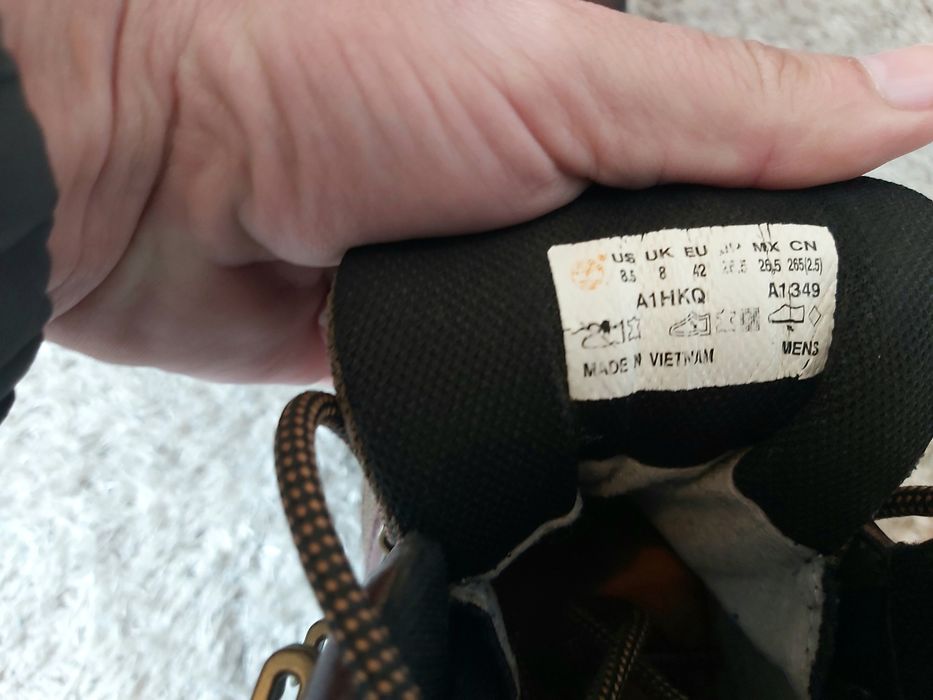 US UK EU MX CN
8.5 8 42 26.5 265(2.5)
A1HKQ A1349
MADE IN VIETNAM MENS